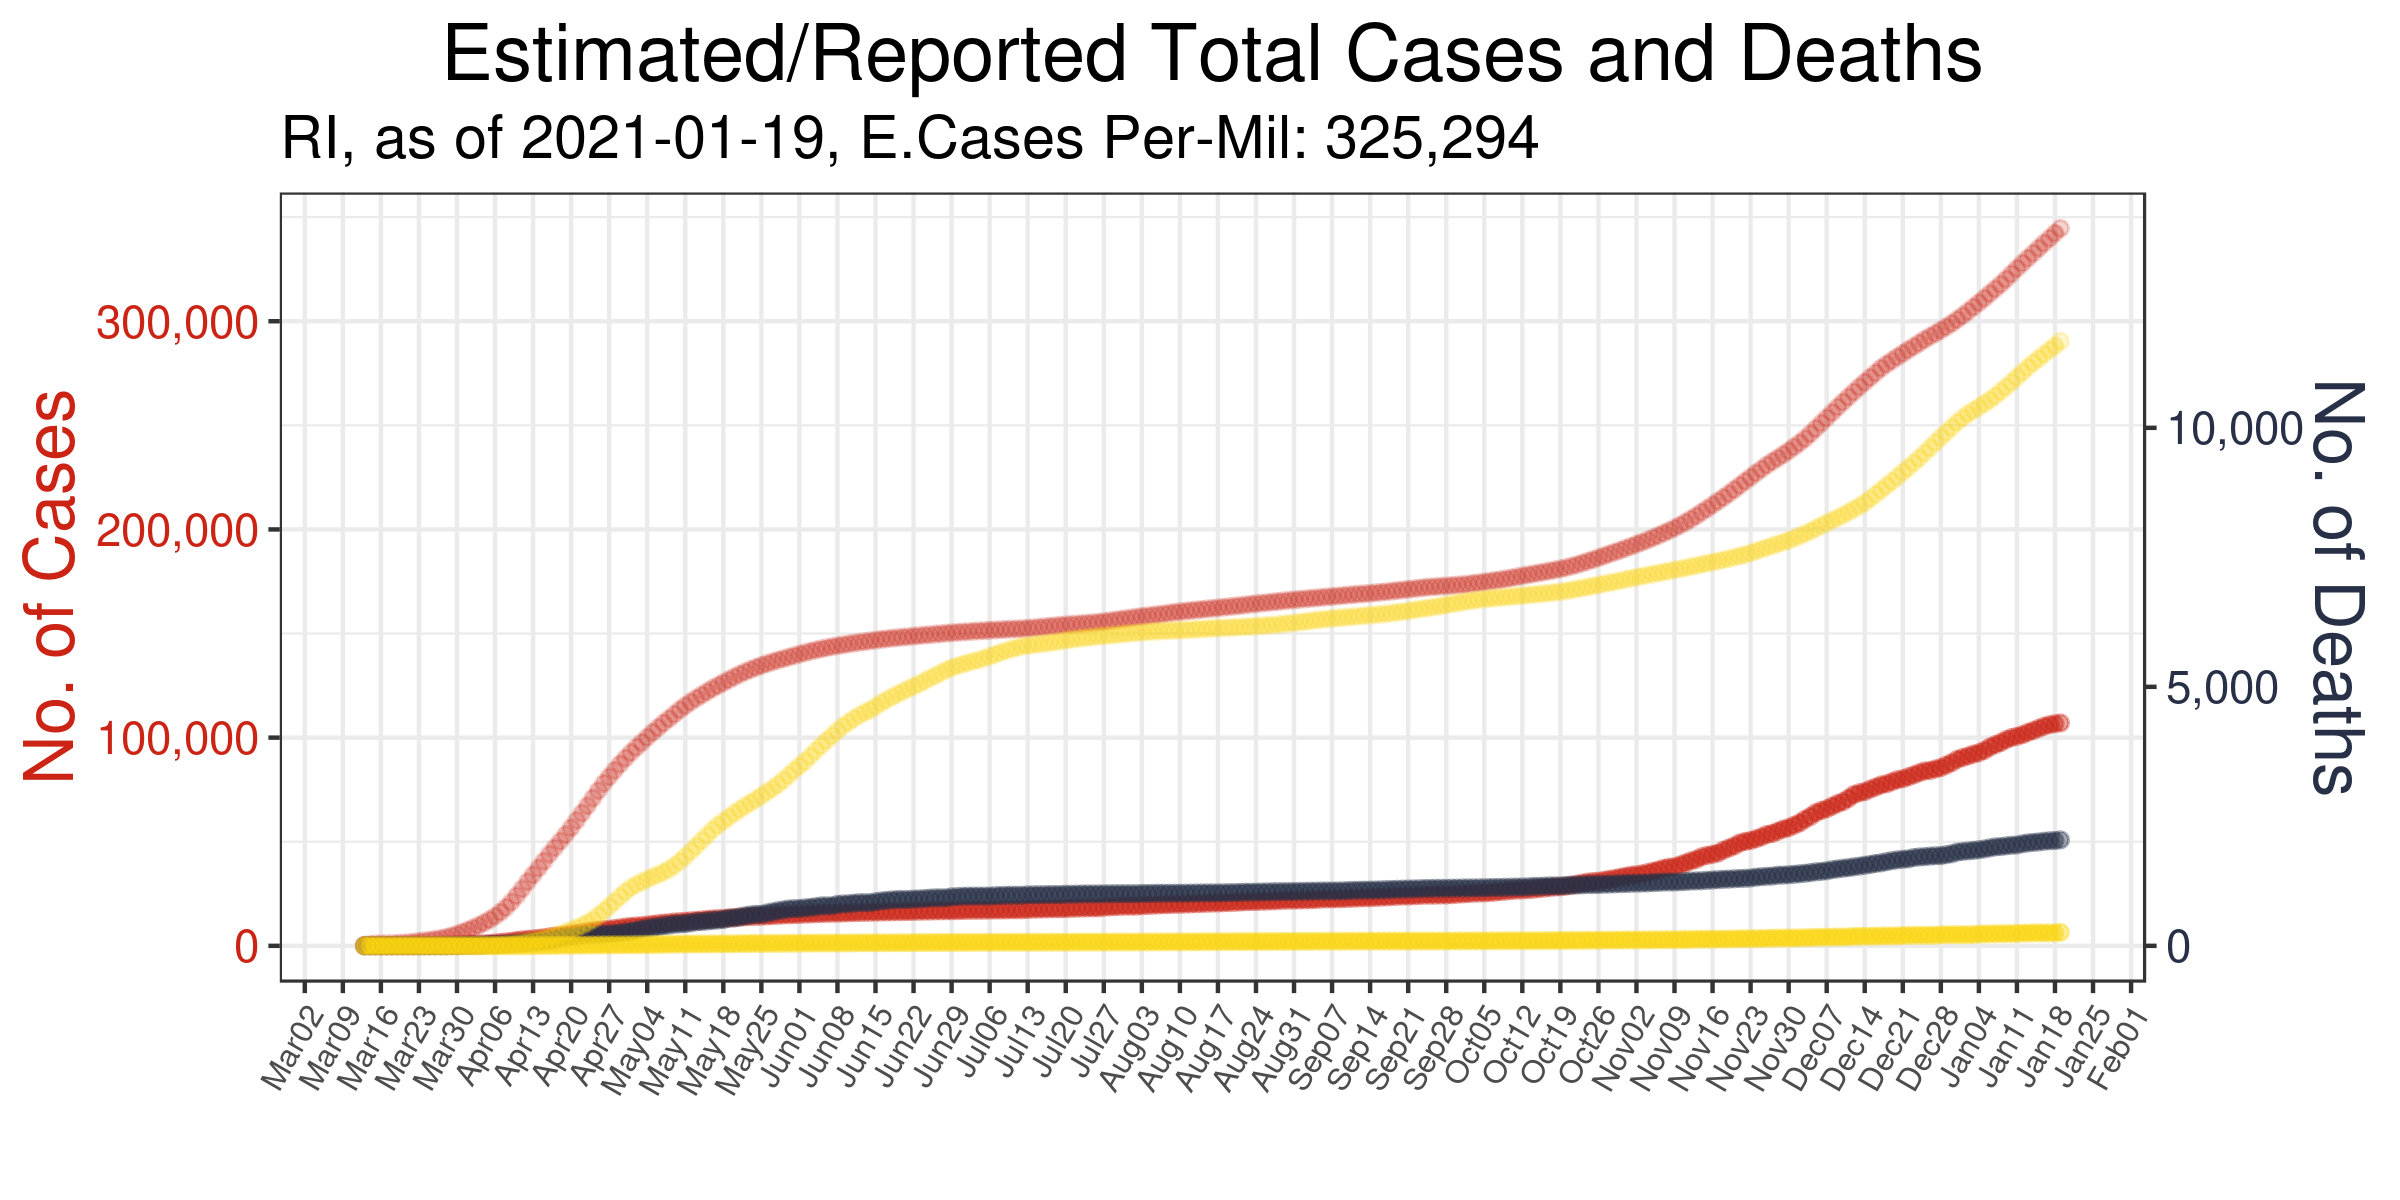 Estimated/Reported Total Cases and Deaths
RI, as of 2021-01-19, E.Cases Per-Mil: 325,294
No. of Cases
300,000
200,000
100,000
0
10,000
5,000
0
No. of Deaths
Mar02
Mar09
Mar16
Mar23
Mar30
Apr06
Apr13
Apr20
Apr27
May04
May11
May18
May25
Jun01
Jun08
Jun15
Jun22
Jun29
Jul06
Jul13
Jul20
Jul27
Aug03
Aug10
Aug17
Aug24
Aug31
Sep07
Sep14
Sep21
Sep28
Oct05
Oct12
Oct19
Oct26
Nov02
Nov09
Nov16
Nov23
Nov30
Dec07
Dec14
Dec21
Dec28
Jan04
Jan11
Jan18
Jan25
Feb01